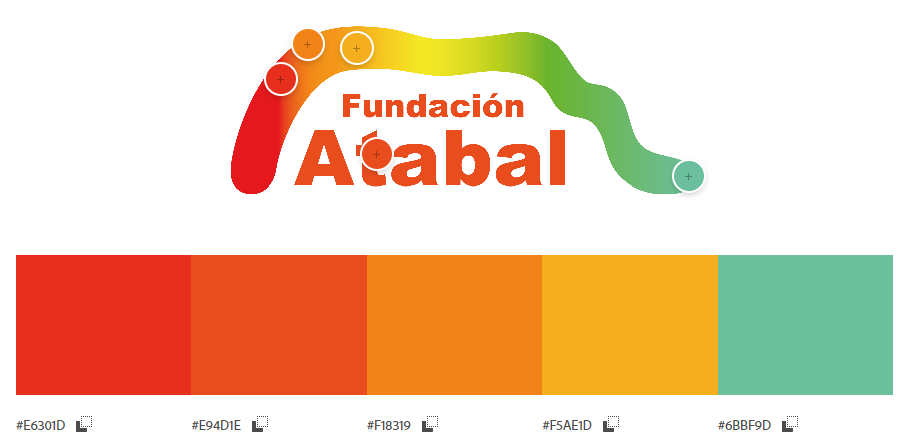 Fundación
Atabal
#E6301D
#E94D1E
#F18319
#F5AE1D
#6BBF9D